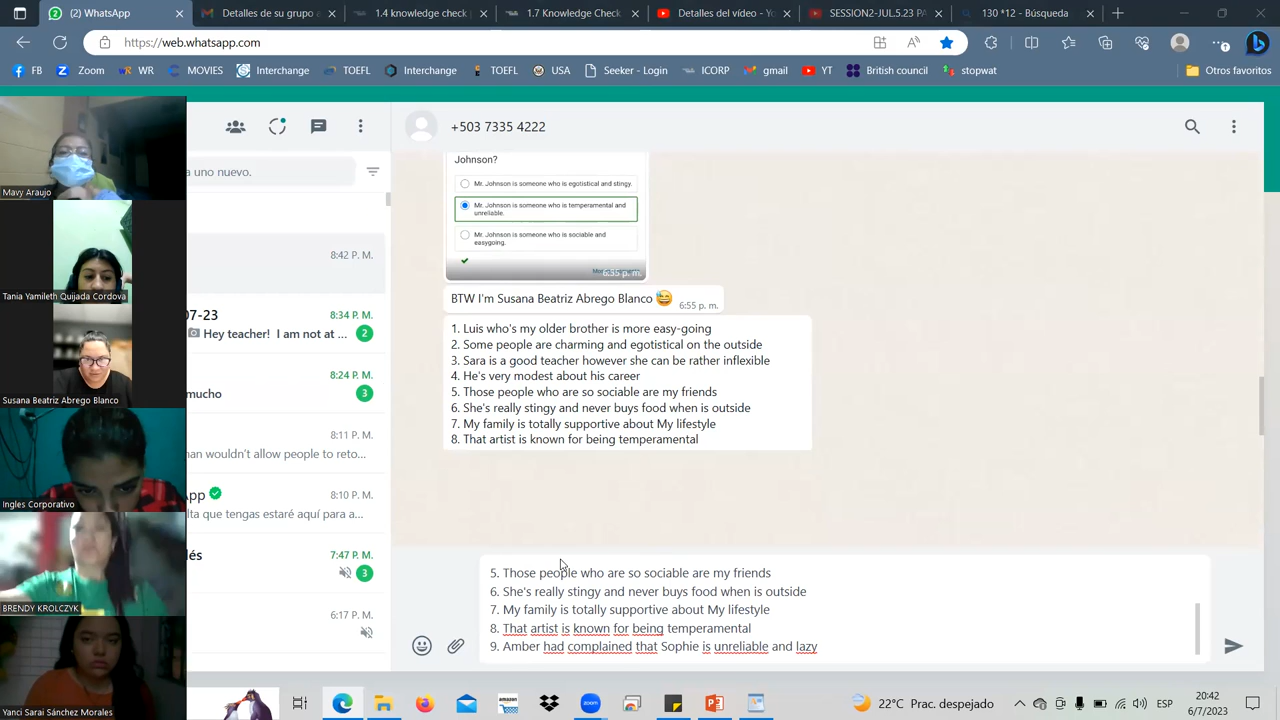 (2) WhatsApp
Detalles de su grupo
1.4 knowledge check
1.7 Knowledge Check
Detalles del vídeo - Yo
SESSION2-JUL5.23 PA
130 *12 - Búsqueda
https://web.whatsapp.com
FB
Zoom
WR
MOVIES
Interchange
TOEFL
Interchange
TOEFL
USA
Seeker - Login
ICORP
gmail
YT
British council
stopwat
Otros favoritos
+503 7335 4222
a uno nuevo.
Mavy Araujo
Tania Yamileth Quijada Cordova
Susana Beatriz Abrego Blanco
Ingles Corporativo
BRENDY KROLCZYK
Yanci Sarai Sánchez Morales
8:42 P. M.
07-23
8:34 P. M.
Hey teacher! I am not at ...
2
8:24 P. M.
mucho
3
8:11 P. M.
nan wouldn't allow people to reto...
App
8:10 P. M.
lta que tengas estaré aquí para a...
lés
7:47 P. M.
3
6:17 P. M.
Johnson?
Mr. Johnson is someone who is egotistical and stingy.
Mr. Johnson is someone who is temperamental and
unreliable.
Mr. Johnson is someone who is sociable and
easygoing.
6:35 p. m.
BTW I'm Susana Beatriz Abrego Blanco 😅
6:55 p. m.
1. Luis who's my older brother is more easy-going
2. Some people are charming and egotistical on the outside
3. Sara is a good teacher however she can be rather inflexible
4. He's very modest about his career
5. Those people who are so sociable are my friends
6. She's really stingy and never buys food when is outside
7. My family is totally supportive about My lifestyle
8. That artist is known for being temperamental
5. Those people who are so sociable are my friends
6. She's really stingy and never buys food when is outside
7. My family is totally supportive about My lifestyle
8. That artist is known for being temperamental
9. Amber had complained that Sophie is unreliable and lazy
amazon
zoom
22°C Prac. despejado
ESP
20:42
6/7/2023